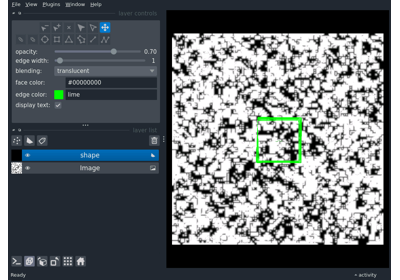 File View Plugins Window Help
layer controls
opacity: 0.70
edge width: 1
blending: translucent
face color: #00000000
edge color: lime
display text:
layer list
shape
Image
Ready
activity